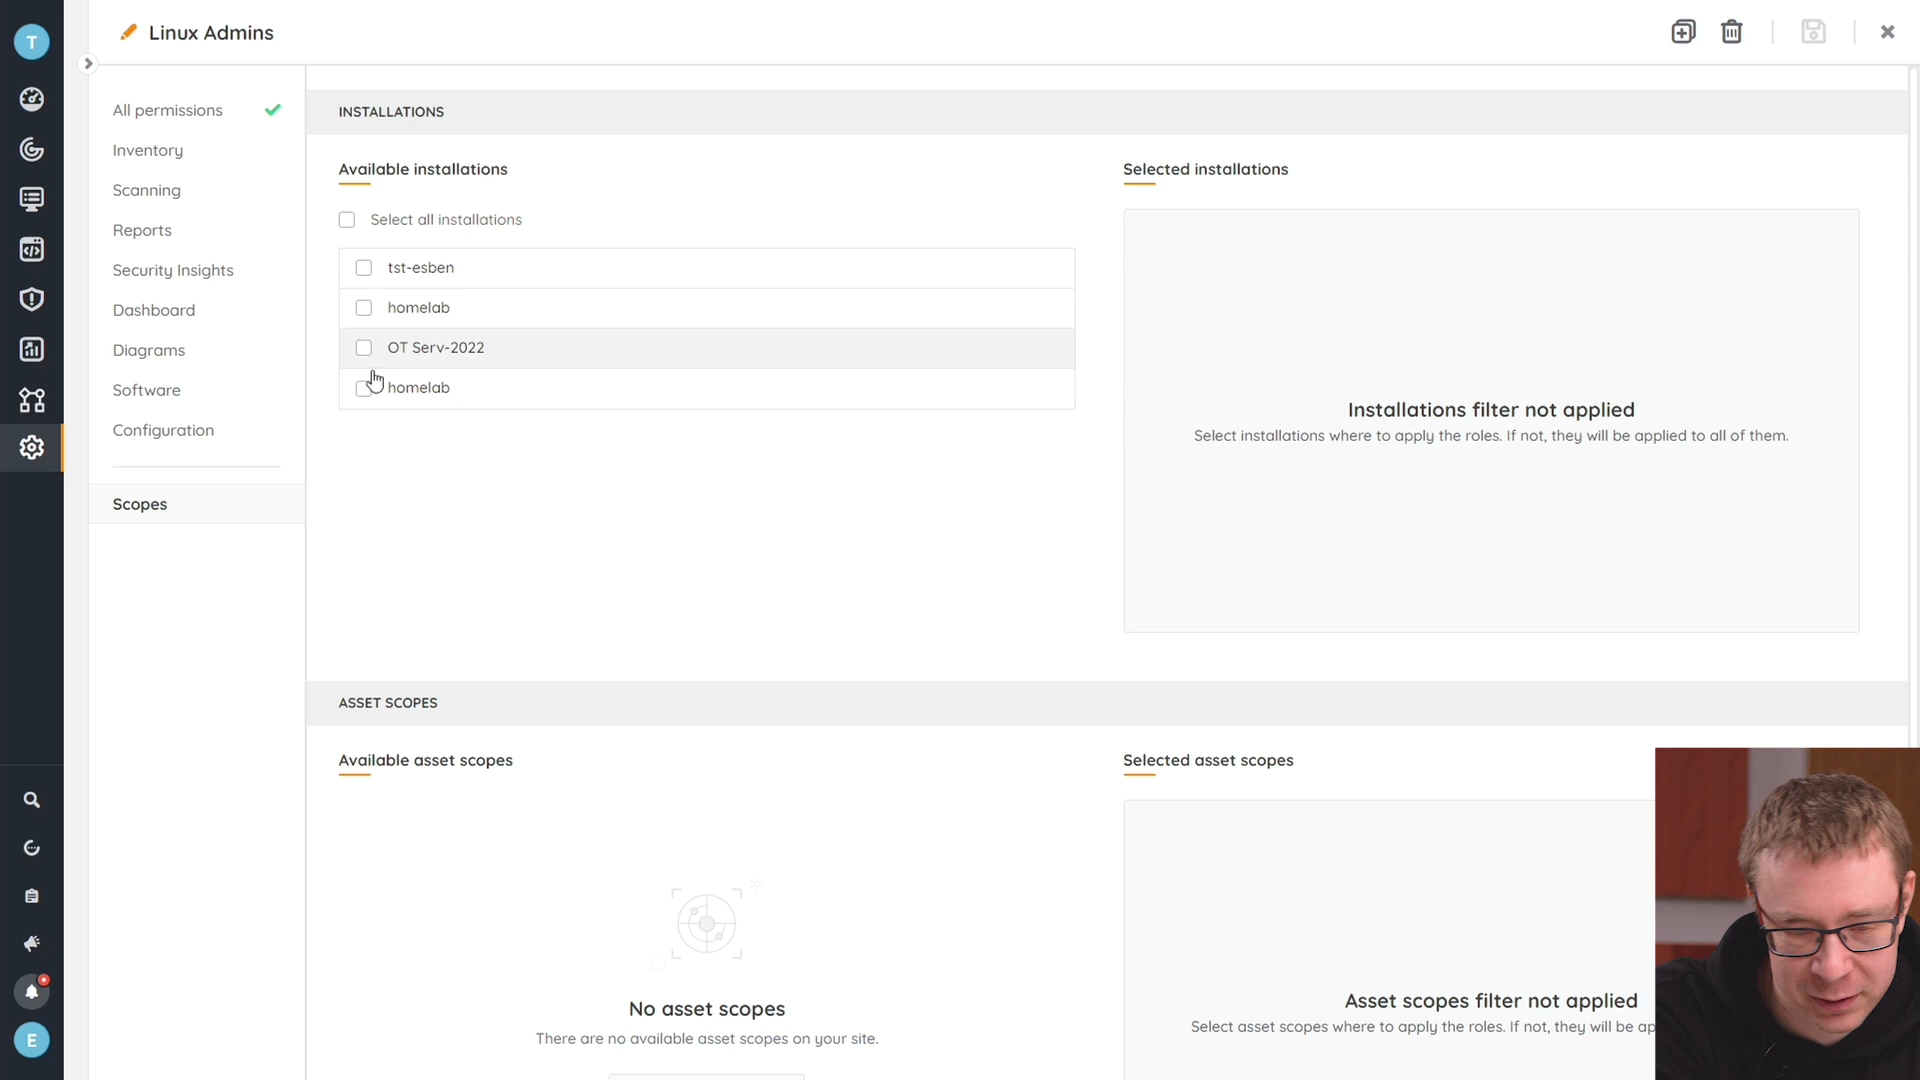 T
Linux Admins
All permissions
Inventory
Scanning
Reports
Security Insights
Dashboard
Diagrams
Software
Configuration
Scopes
E
INSTALLATIONS
Available installations
Select all installations
tst-esben
homelab
OT Serv-2022
homelab
Selected installations
Installations filter not applied
Select installations where to apply the roles. If not, they will be applied to all of them.
ASSET SCOPES
Available asset scopes
No asset scopes
There are no available asset scopes on your site.
Selected asset scopes
Asset scopes filter not applied
Select asset scopes where to apply the roles. If not, they will be ap